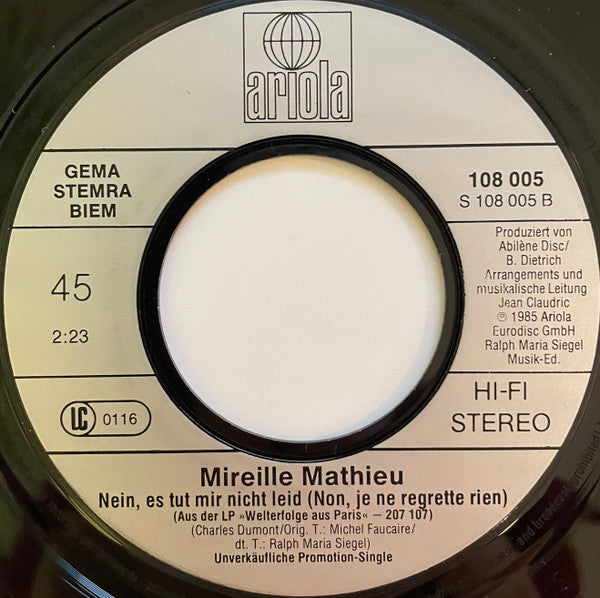 ariola
GEMA
STEMRA
BIEM
108 005
S 108 005 B
45
2:23
Produziert von
Abilène Disc/
B. Dietrich
Arrangements und
musikalische Leitung
Jean Claudric
℗ 1985 Ariola
Eurodisc GmbH
Ralph Maria Siegel
Musik-Ed.
LC 0116
HI-FI
STEREO
Mireille Mathieu
Nein, es tut mir nicht leid (Non, je ne regrette rien)
(Aus der LP »Welterfolge aus Paris« – 207 107)
(Charles Dumont/Orig. T.: Michel Faucaire/
dt. T.: Ralph Maria Siegel)
Unverkäufliche Promotion-Single
and broadcast prohibited!